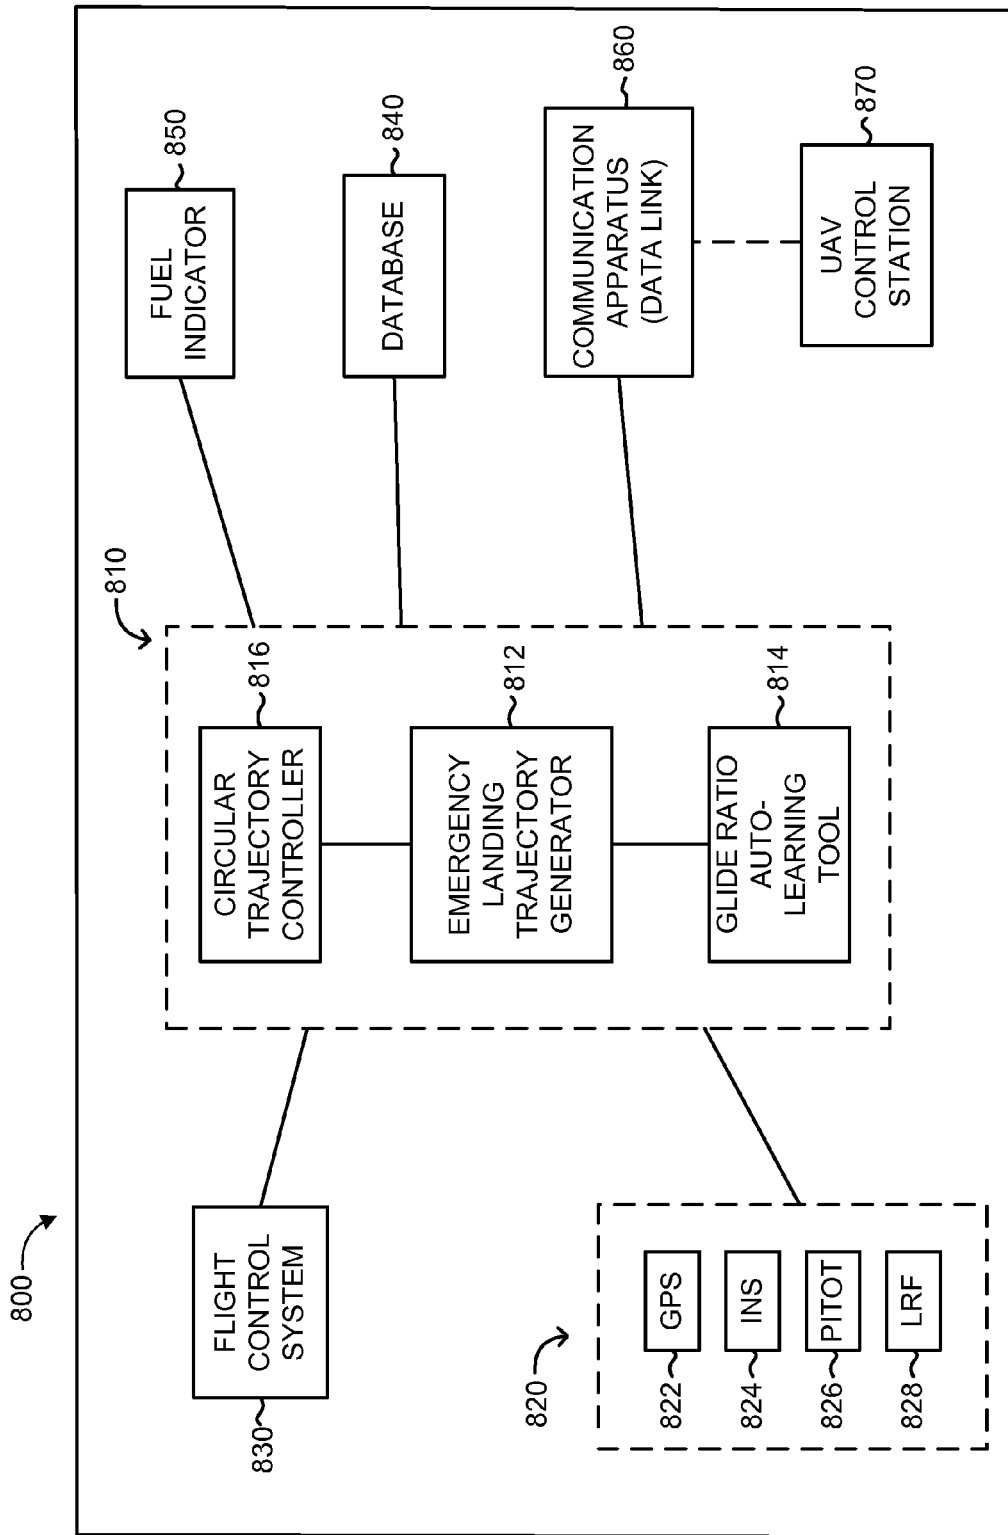 800
FLIGHT
CONTROL
SYSTEM
830
820
GPS
822
INS
824
PITOT
826
LRF
828
810
CIRCULAR
TRAJECTORY
CONTROLLER
816
EMERGENCY
LANDING
TRAJECTORY
GENERATOR
812
GLIDE RATIO
AUTO-
LEARNING
TOOL
814
FUEL
INDICATOR
850
DATABASE
840
COMMUNICATION
APPARATUS
(DATA LINK)
860
UAV
CONTROL
STATION
870